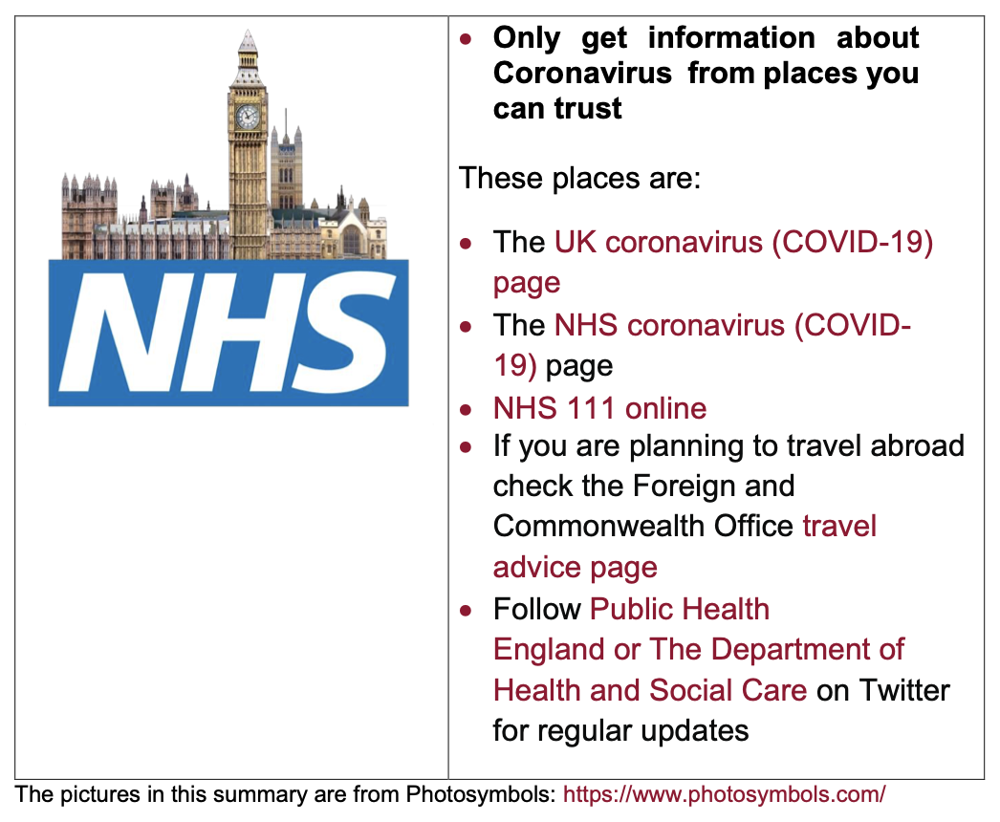 NHS
• Only get information about
Coronavirus from places you
can trust
These places are:
• The UK coronavirus (COVID-19)
page
• The NHS coronavirus (COVID-
19) page
• NHS 111 online
• If you are planning to travel abroad
check the Foreign and
Commonwealth Office travel
advice page
• Follow Public Health
England or The Department of
Health and Social Care on Twitter
for regular updates
The pictures in this summary are from Photosymbols: https://www.photosymbols.com/